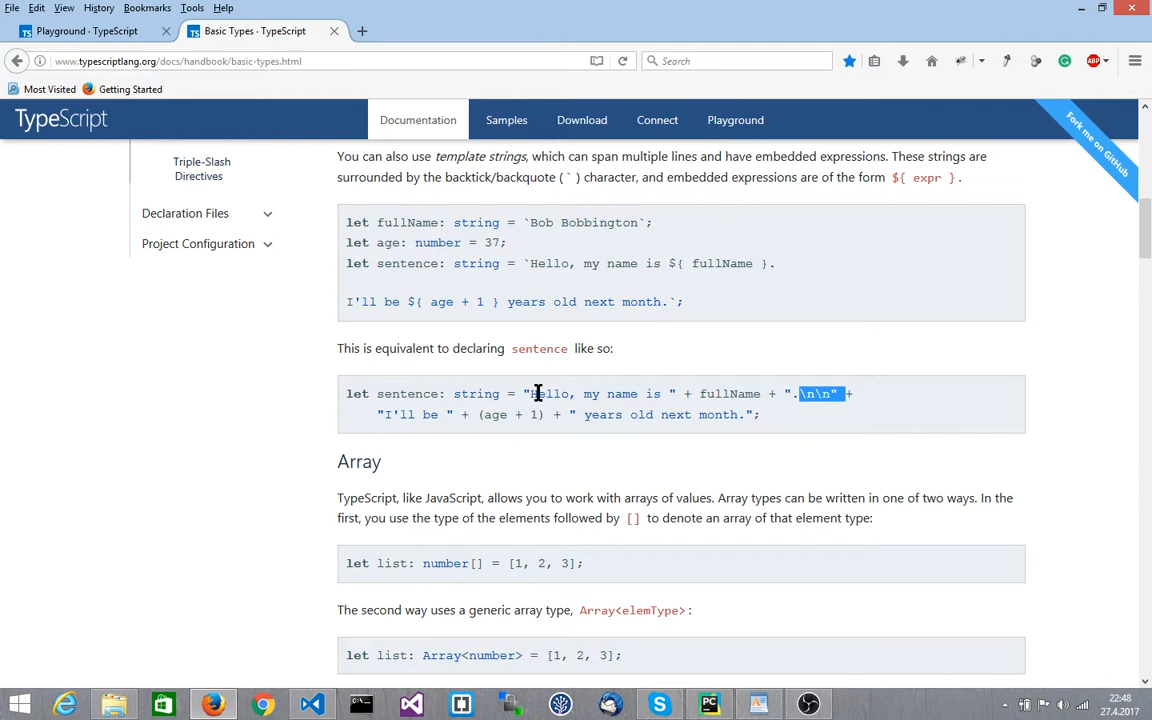 File Edit View History Bookmarks Tools Help
Playground · TypeScript
Basic Types · TypeScript
www.typescriptlang.org/docs/handbook/basic-types.html
Search
ABP
Most Visited Getting Started
TypeScript
Documentation Samples Download Connect Playground
Fork me on GitHub
Triple-Slash
Directives
Declaration Files
Project Configuration
You can also use template strings, which can span multiple lines and have embedded expressions. These strings are
surrounded by the backtick/backquote (`) character, and embedded expressions are of the form ${ expr }.
let fullName: string = `Bob Bobbington`;
let age: number = 37;
let sentence: string = `Hello, my name is ${ fullName }.
I'll be ${ age + 1 } years old next month.`;
This is equivalent to declaring sentence like so:
let sentence: string = "Hello, my name is " + fullName + ".\n\n" +
"I'll be " + (age + 1) + " years old next month.";
Array
TypeScript, like JavaScript, allows you to work with arrays of values. Array types can be written in one of two ways. In the
first, you use the type of the elements followed by [] to denote an array of that element type:
let list: number[] = [1, 2, 3];
The second way uses a generic array type, Array<elemType>:
let list: Array<number> = [1, 2, 3];
22:48
27.4.2017